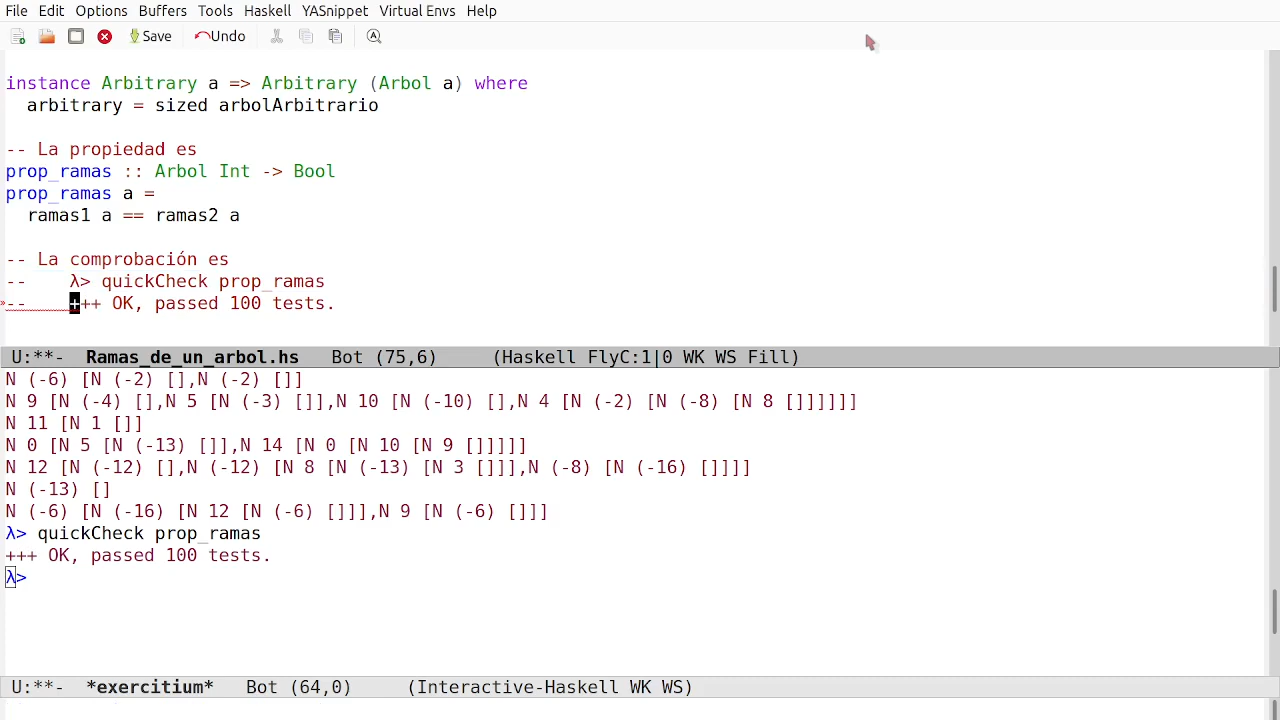 File Edit Options Buffers Tools Haskell YASnippet Virtual Envs Help
Save Undo
instance Arbitrary a => Arbitrary (Arbol a) where
  arbitrary = sized arbolArbitrario
-- La propiedad es
prop_ramas :: Arbol Int -> Bool
prop_ramas a =
  ramas1 a == ramas2 a
-- La comprobación es
--    λ> quickCheck prop_ramas
--    +++ OK, passed 100 tests.
U:**-  Ramas_de_un_arbol.hs   Bot (75,6)     (Haskell FlyC:1|0 WK WS Fill)
N (-6) [N (-2) [],N (-2) []]
N 9 [N (-4) [],N 5 [N (-3) []],N 10 [N (-10) [],N 4 [N (-2) [N (-8) [N 8 []]]]]]
N 11 [N 1 []]
N 0 [N 5 [N (-13) []],N 14 [N 0 [N 10 [N 9 []]]]]
N 12 [N (-12) [],N (-12) [N 8 [N (-13) [N 3 []]],N (-8) [N (-16) []]]]
N (-13) []
N (-6) [N (-16) [N 12 [N (-6) []]],N 9 [N (-6) []]]
λ> quickCheck prop_ramas
+++ OK, passed 100 tests.
λ>
U:**-  *exercitium*   Bot (64,0)     (Interactive-Haskell WK WS)